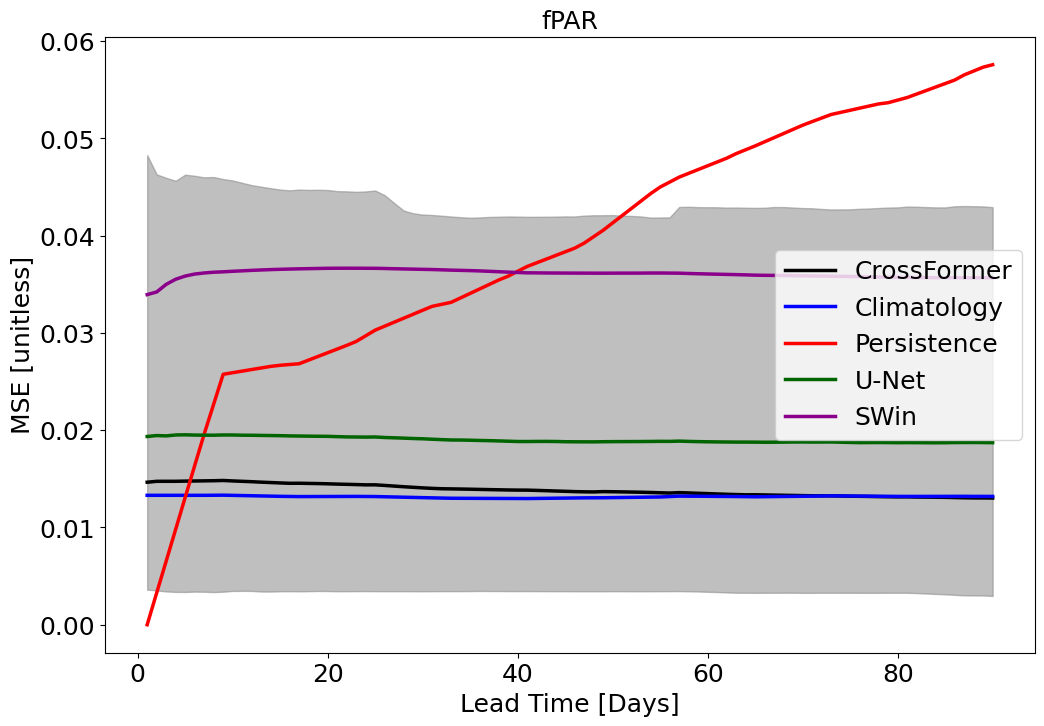 fPAR
MSE [unitless]
0.06
0.05
0.04
0.03
0.02
0.01
0.00
CrossFormer
Climatology
Persistence
U-Net
SWin
0 20 40 60 80
Lead Time [Days]